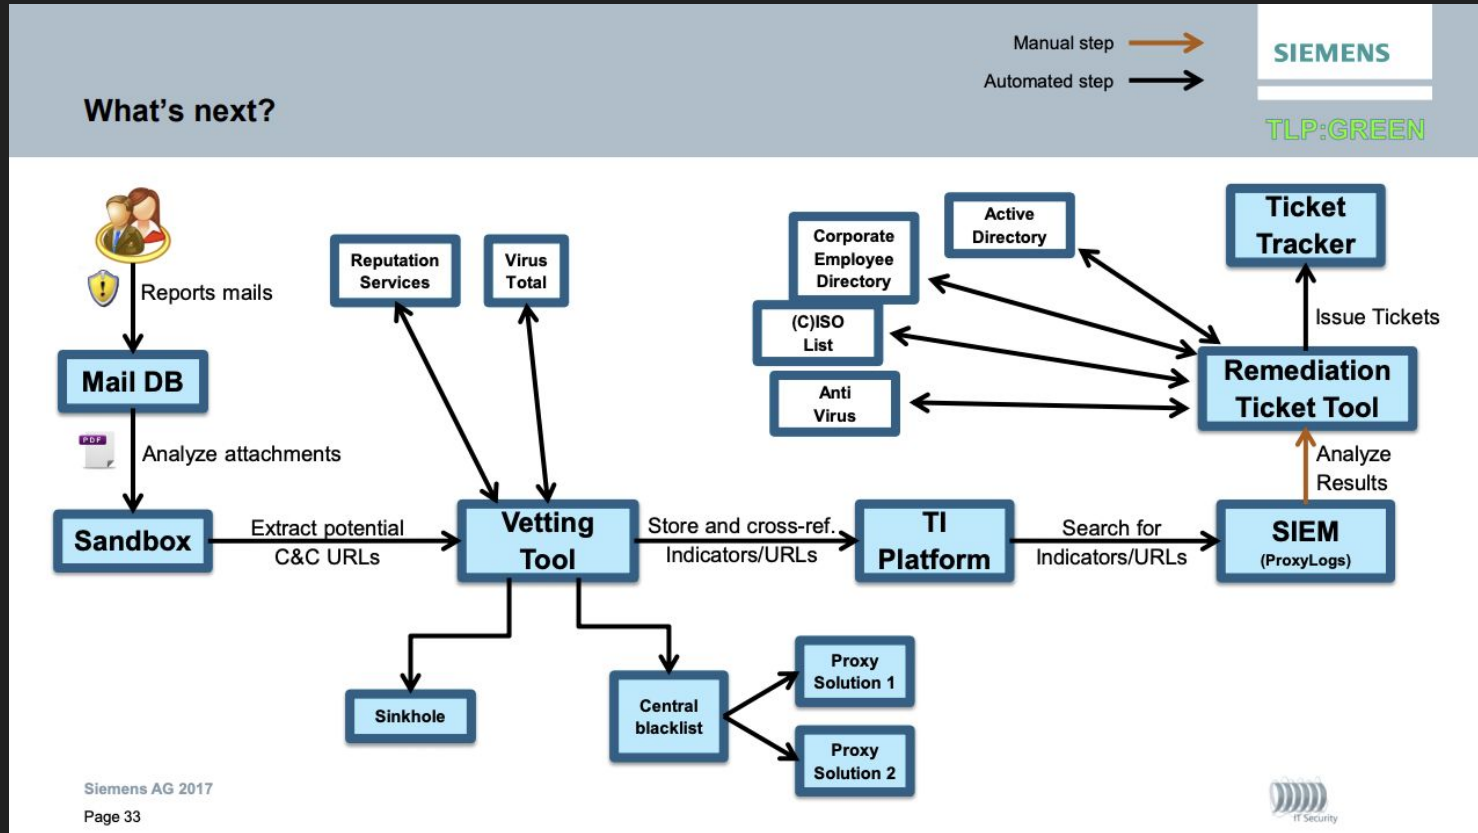 Manual step
Automated step
SIEMENS
TLP:GREEN
What's next?
Reports mails
Mail DB
PDF
Analyze attachments
Sandbox
Extract potential
C&C URLs
Reputation
Services
Virus
Total
Vetting
Tool
Store and cross-ref.
Indicators/URLs
TI
Platform
Search for
Indicators/URLs
SIEM
(ProxyLogs)
Analyze
Results
Remediation
Ticket Tool
Issue Tickets
Ticket
Tracker
Active
Directory
Corporate
Employee
Directory
(C)ISO
List
Anti
Virus
Sinkhole
Central
blacklist
Proxy
Solution 1
Proxy
Solution 2
Siemens AG 2017
Page 33
IT Security